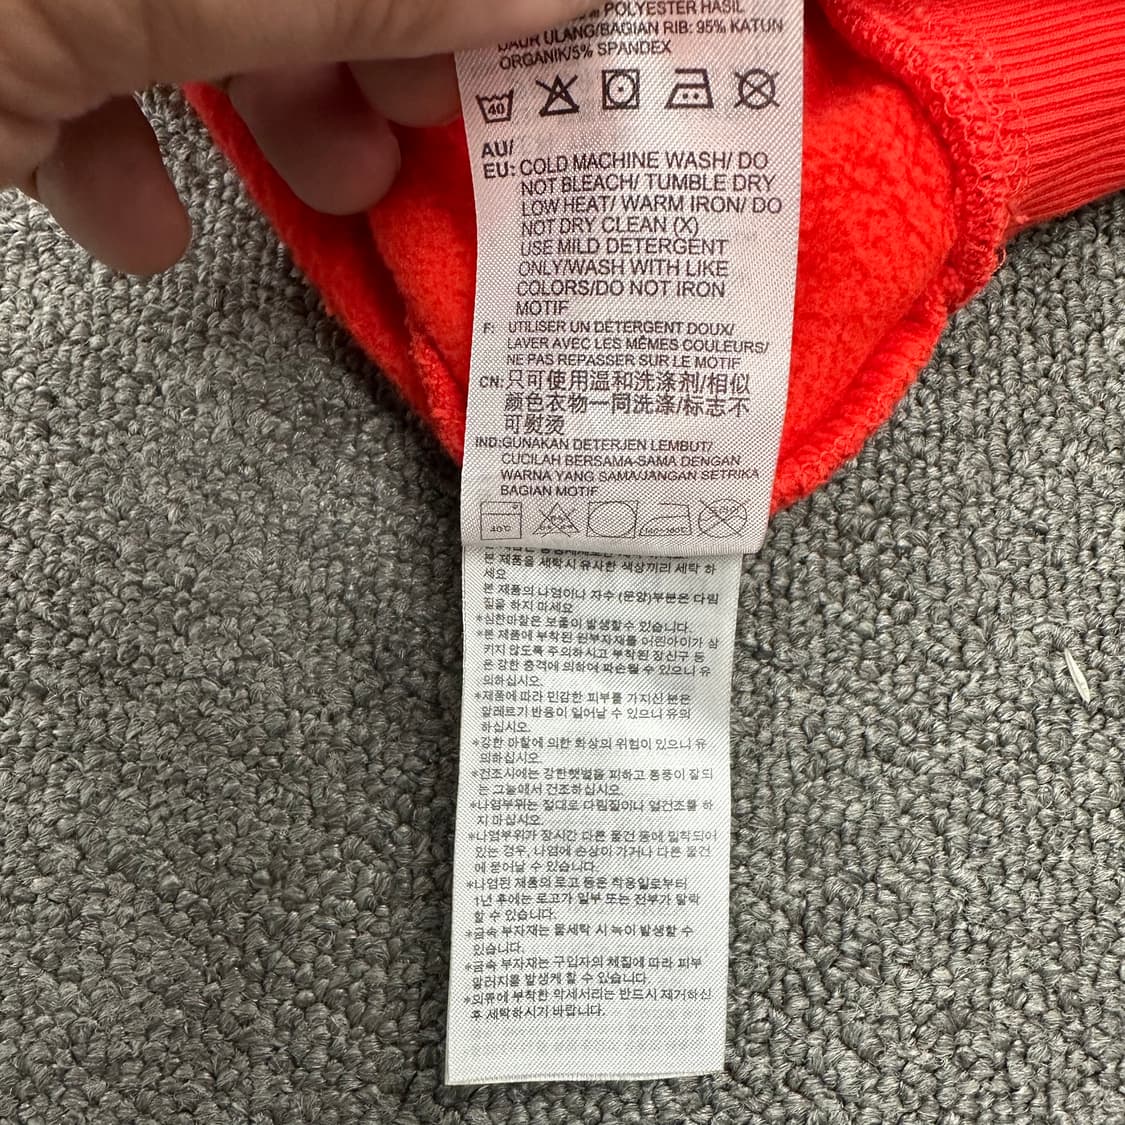 POLYESTER HASIL
DAUR ULANG/BAGIAN RIB: 95% KATUN
ORGANIK/5% SPANDEX
40
AU/
EU: COLD MACHINE WASH/ DO
NOT BLEACH/ TUMBLE DRY
LOW HEAT/ WARM IRON/ DO
NOT DRY CLEAN (X)
USE MILD DETERGENT
ONLY/WASH WITH LIKE
COLORS/DO NOT IRON
MOTIF
F: UTILISER UN DÉTERGENT DOUX/
LAVER AVEC LES MÊMES COULEURS/
NE PAS REPASSER SUR LE MOTIF
CN: 只可使用温和洗涤剂/相似
颜色衣物一同洗涤/标志不
可熨烫
IND: GUNAKAN DETERJEN LEMBUT/
CUCILAH BERSAMA-SAMA DENGAN
WARNA YANG SAMA/JANGAN SETRIKA
BAGIAN MOTIF
40℃
본 제품을 세탁시 유사한 색상끼리 세탁 하
세요
본 제품의 나염이나 자수 (문양)부분은 다림
질을 하지 마세요
*심한마찰은 보풀이 발생할수 있습니다.
*본 제품에 부착된 원부자재를 어린아이가 삼
키지 않도록 주의하시고 부착된 장신구 등
은 강한 충격에 의하여 파손될 수 있으니 유
의하십시오.
*제품에 따라 민감한 피부를 가지신 분은
알레르기 반응이 일어날 수 있으니 유의
하십시오.
*강한 마찰에 의한 화상의 위험이 있으니 유
의하십시오
*건조시에는 강한햇볕을 피하고 통풍이 잘되
는 그늘에서 건조하십시오.
*나염부위는 절대로 다림질이나 열건조를 하
지 마십시오.
*나염부위가 장시간 다른 물건 등에 밀착되어
있는 경우, 나염에 손상이 가거나 다른 물건
에 묻어날 수 있습니다.
*나염된 제품의 로고 등은 착용일로부터
1년 후에는 로고가 일부 또는 전부가 탈락
할 수 있습니다.
*금속 부자재는 물세탁 시 녹이 발생할 수
있습니다.
*금속 부자재는 구입자의 체질에 따라 피부
알러지를 발생케 할 수 있습니다.
*의류에 부착한 악세서리는 반드시 제거하신
후 세탁하시기 바랍니다.